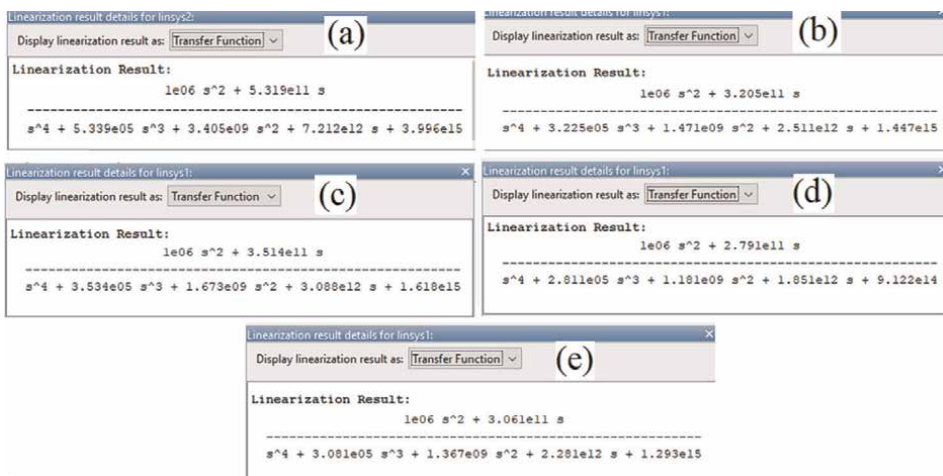 Linearization result details for linsys2:
Display linearization result as: Transfer Function
(a)
Linearization Result:
1e06 s^2 + 5.319e11 s
------------------------------------------------------------
s^4 + 5.339e05 s^3 + 3.405e09 s^2 + 7.212e12 s + 3.996e15
Linearization result details for linsys1:
Display linearization result as: Transfer Function
(b)
Linearization Result:
1e06 s^2 + 3.205e11 s
------------------------------------------------------------
s^4 + 3.225e05 s^3 + 1.471e09 s^2 + 2.511e12 s + 1.447e15
Linearization result details for linsys1:
Display linearization result as: Transfer Function
(c)
Linearization Result:
1e06 s^2 + 3.514e11 s
------------------------------------------------------------
s^4 + 3.534e05 s^3 + 1.673e09 s^2 + 3.088e12 s + 1.618e15
Linearization result details for linsys1:
Display linearization result as: Transfer Function
(d)
Linearization Result:
1e06 s^2 + 2.791e11 s
------------------------------------------------------------
s^4 + 2.811e05 s^3 + 1.181e09 s^2 + 1.851e12 s + 9.122e14
Linearization result details for linsys1:
Display linearization result as: Transfer Function
(e)
Linearization Result:
1e06 s^2 + 3.061e11 s
------------------------------------------------------------
s^4 + 3.081e05 s^3 + 1.367e09 s^2 + 2.281e12 s + 1.293e15